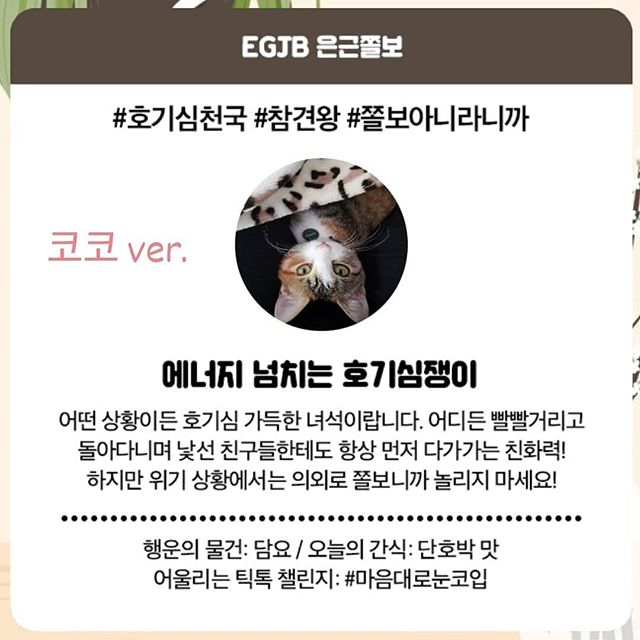 EGJB 은근쫄보
#호기심천국 #참견왕 #쫄보아니라니까
코코 ver.
에너지 넘치는 호기심쟁이
어떤 상황이든 호기심 가득한 녀석이랍니다. 어디든 빨빨거리고
돌아다니며 낯선 친구들한테도 항상 먼저 다가가는 친화력!
하지만 위기 상황에서는 의외로 쫄보니까 놀리지 마세요!
행운의 물건: 담요 / 오늘의 간식: 단호박 맛
어울리는 틱톡 챌린지: #마음대로눈코입